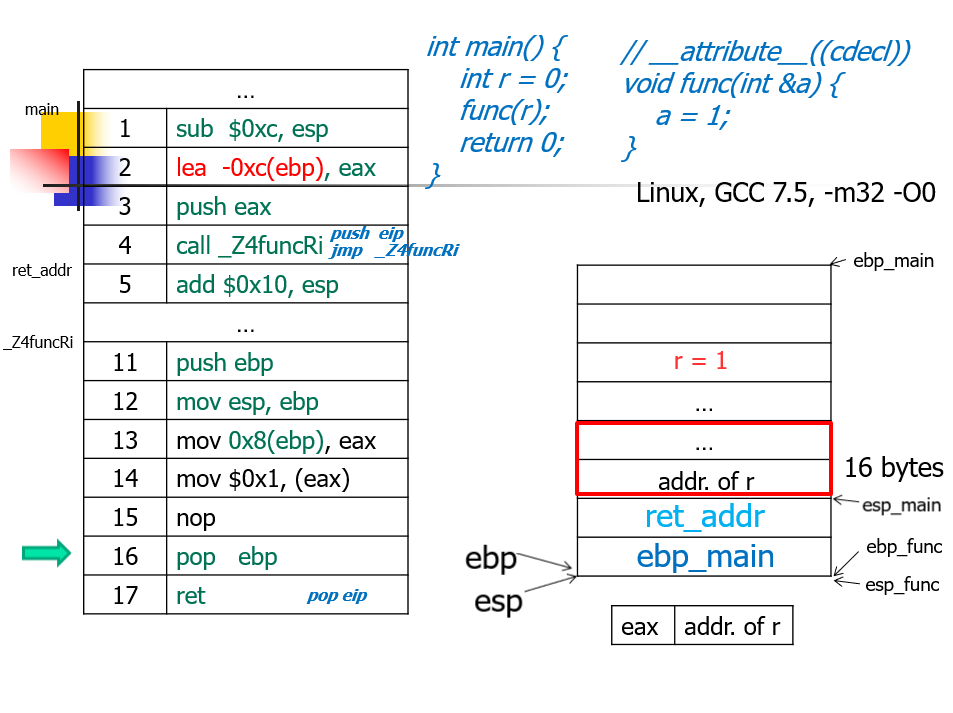 int main() {
int r = 0;
func(r);
return 0;
}
// __attribute__((cdecl))
void func(int &a) {
a = 1;
}
Linux, GCC 7.5, -m32 -O0
main
...
1 sub $0xc, esp
2 lea -0xc(ebp), eax
3 push eax
4 call _Z4funcRi push eip
jmp _Z4funcRi
ret_addr
5 add $0x10, esp
...
_Z4funcRi
11 push ebp
12 mov esp, ebp
13 mov 0x8(ebp), eax
14 mov $0x1, (eax)
15 nop
16 pop ebp
17 ret pop eip
ebp_main
r = 1
...
...
16 bytes
addr. of r
esp_main
ret_addr
ebp_main
ebp
esp
ebp_func
esp_func
eax addr. of r